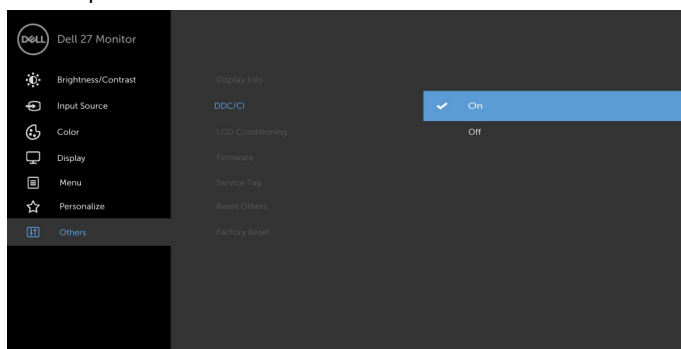 DELL Dell 27 Monitor
Brightness/Contrast
Input Source
Color
Display
Menu
Personalize
Others
Display Info
DDC/CI
LCD Conditioning
Firmware
Service Tag
Reset Others
Factory Reset
On
Off